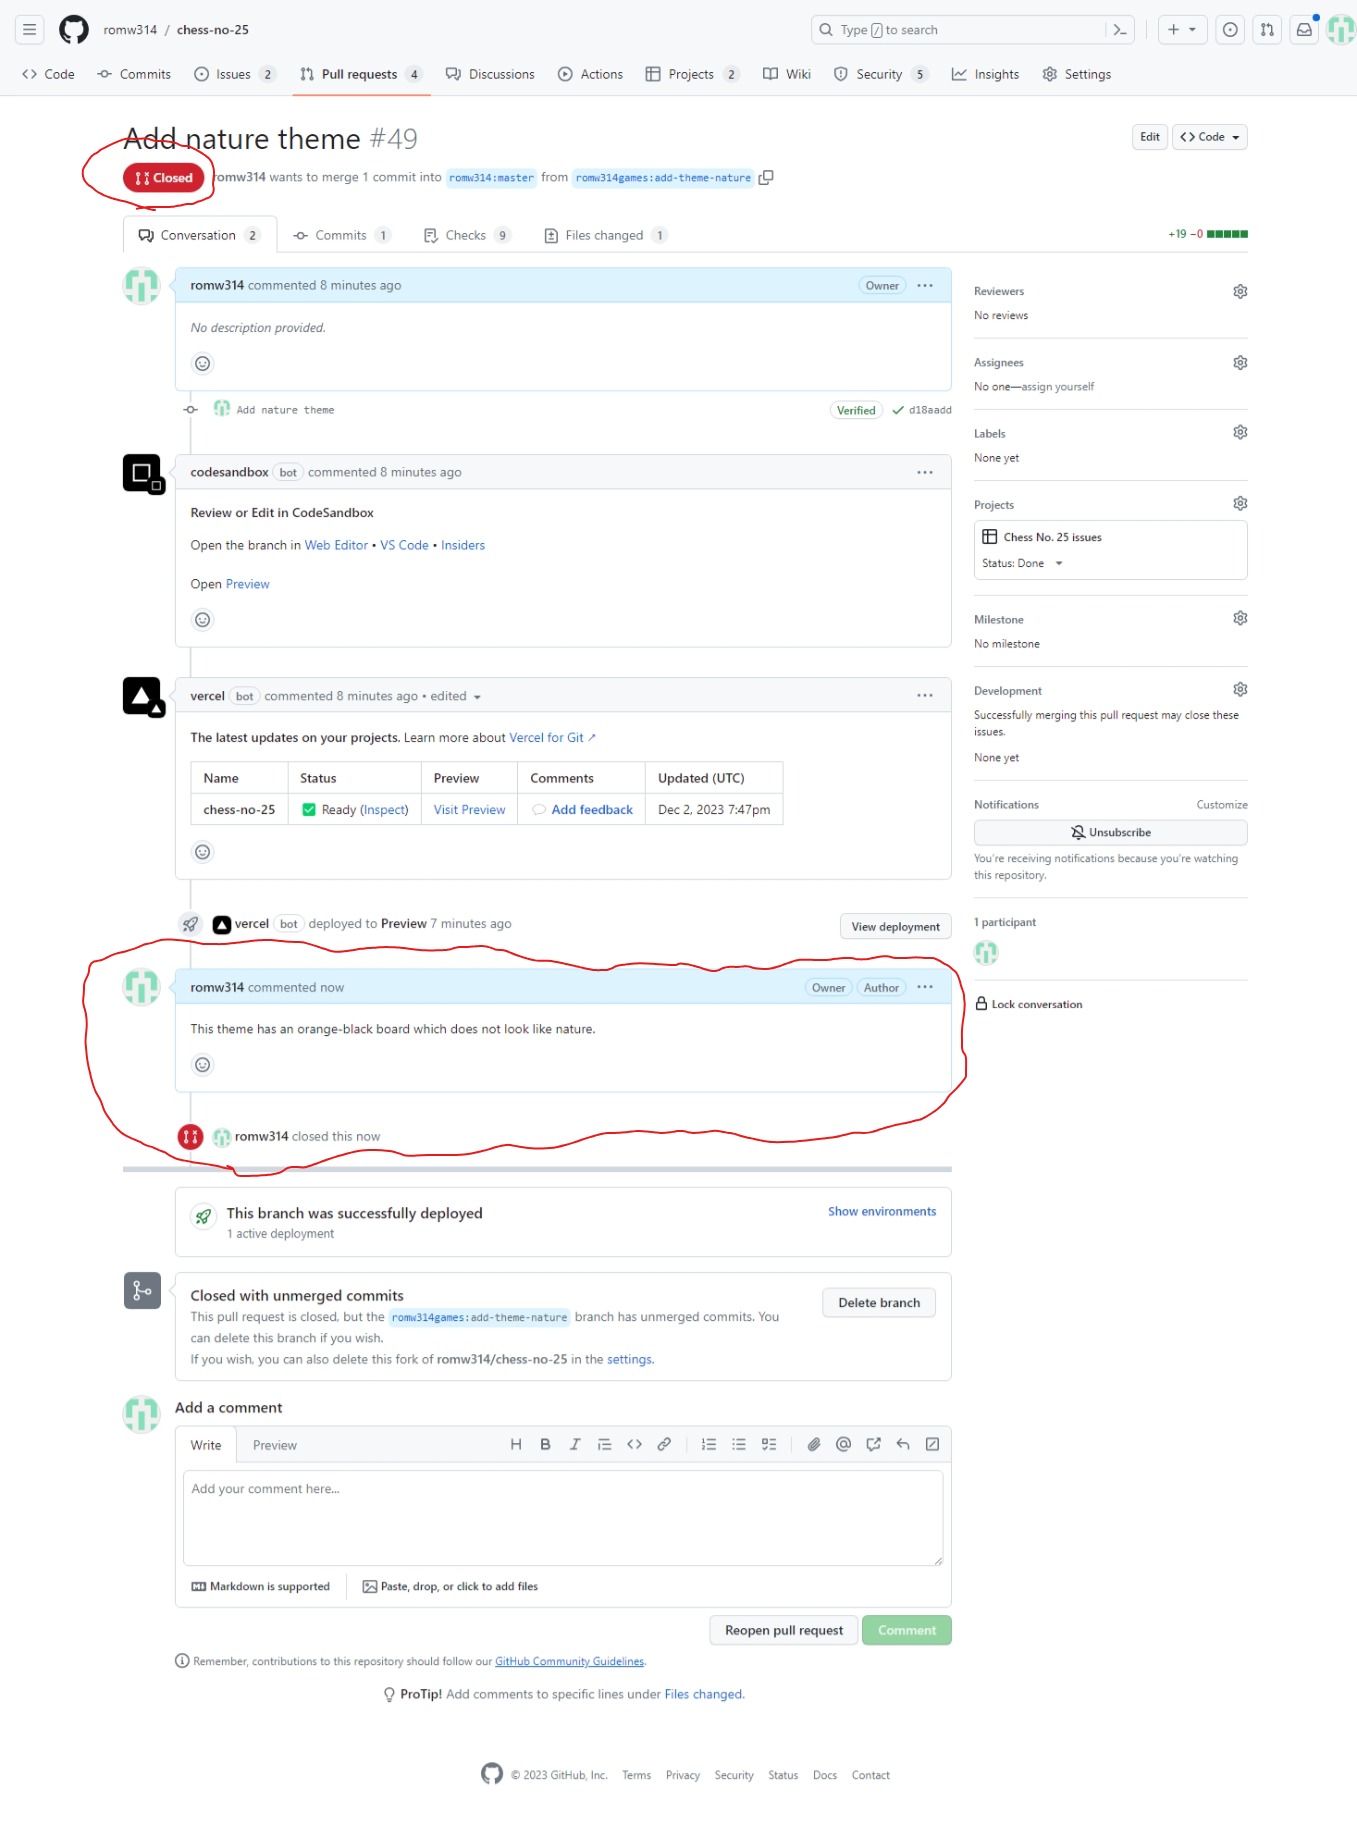 romw314 / chess-no-25
Type / to search
Code Commits Issues 2 Pull requests 4 Discussions Actions Projects 2 Wiki Security 5 Insights Settings
Add nature theme #49
Edit <> Code
Closed romw314 wants to merge 1 commit into romw314:master from romw314games:add-theme-nature
Conversation 2 Commits 1 Checks 9 Files changed 1
+19 −0
romw314 commented 8 minutes ago Owner
No description provided.
Add nature theme Verified d18aadd
codesandbox bot commented 8 minutes ago
Review or Edit in CodeSandbox
Open the branch in Web Editor • VS Code • Insiders
Open Preview
vercel bot commented 8 minutes ago • edited
The latest updates on your projects. Learn more about Vercel for Git ↗
Name Status Preview Comments Updated (UTC)
chess-no-25 Ready (Inspect) Visit Preview Add feedback Dec 2, 2023 7:47pm
vercel bot deployed to Preview 7 minutes ago View deployment
romw314 commented now Owner Author
This theme has an orange-black board which does not look like nature.
romw314 closed this now
This branch was successfully deployed
1 active deployment
Show environments
Closed with unmerged commits
This pull request is closed, but the romw314games:add-theme-nature branch has unmerged commits. You
can delete this branch if you wish.
If you wish, you can also delete this fork of romw314/chess-no-25 in the settings.
Delete branch
Add a comment
Write Preview
Add your comment here...
Markdown is supported Paste, drop, or click to add files
Reopen pull request Comment
Remember, contributions to this repository should follow our GitHub Community Guidelines.
ProTip! Add comments to specific lines under Files changed.
Reviewers
No reviews
Assignees
No one—assign yourself
Labels
None yet
Projects
Chess No. 25 issues
Status: Done
Milestone
No milestone
Development
Successfully merging this pull request may close these
issues.
None yet
Notifications Customize
Unsubscribe
You're receiving notifications because you're watching
this repository.
1 participant
Lock conversation
© 2023 GitHub, Inc. Terms Privacy Security Status Docs Contact